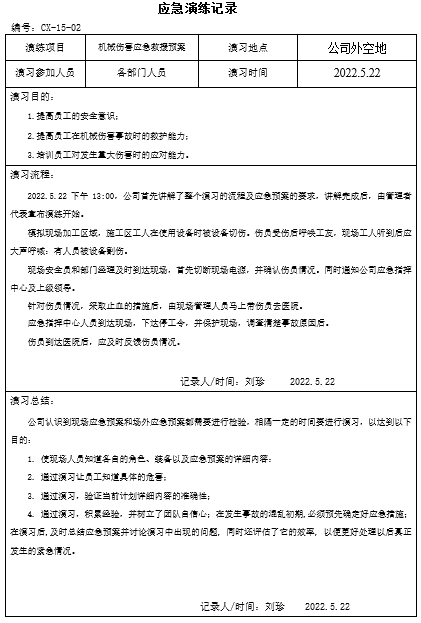 应急演练记录
编号：CX-15-02
演练项目 机械伤害应急救援预案 演习地点 公司外空地
演习参加人员 各部门人员 演习时间 2022.5.22
演习目的：
1.提高员工的安全意识；
2.提高员工在机械伤害事故时的救护能力；
3.培训员工对发生重大伤害时的应对能力。
演习流程：
2022.5.22 下午 13:00，公司首先讲解了整个演习的流程及应急预案的要求，讲解完成后，由管理者
代表宣布演练开始。
模拟现场加工区域，施工区工人在使用设备时被设备切伤。伤员受伤后呼唤工友，现场工人听到后应
大声呼喊：有人员被设备割伤。
现场安全员和部门经理及时到达现场，首先切断现场电源，并确认伤员情况。同时通知公司应急指挥
中心及上级领导。
针对伤员情况，采取止血的措施后，由现场管理人员马上带伤员去医院。
应急指挥中心人员到达现场，下达停工令，并保护现场，调查清楚事故原因后。
伤员到达医院后，应及时反馈伤员情况。
记录人/时间：刘珍 2022.5.22
演习总结：
公司认识到现场应急预案和场外应急预案都需要进行检验，相隔一定的时间要进行演习，以达到以下
目的：
1. 使现场人员知道各自的角色、装备以及应急预案的详细内容：
2. 通过演习让员工知道具体的危害；
3. 通过演习，验证当前计划详细内容的准确性；
4. 通过演习，积累经验，并树立了团队自信心；在发生事故的混乱初期,必须预先确定好应急措施；
在演习后,及时总结应急预案并讨论演习中出现的问题, 同时还评估了它的效率, 以便更好处理以后真正
发生的紧急情况。
记录人/时间：刘珍 2022.5.22